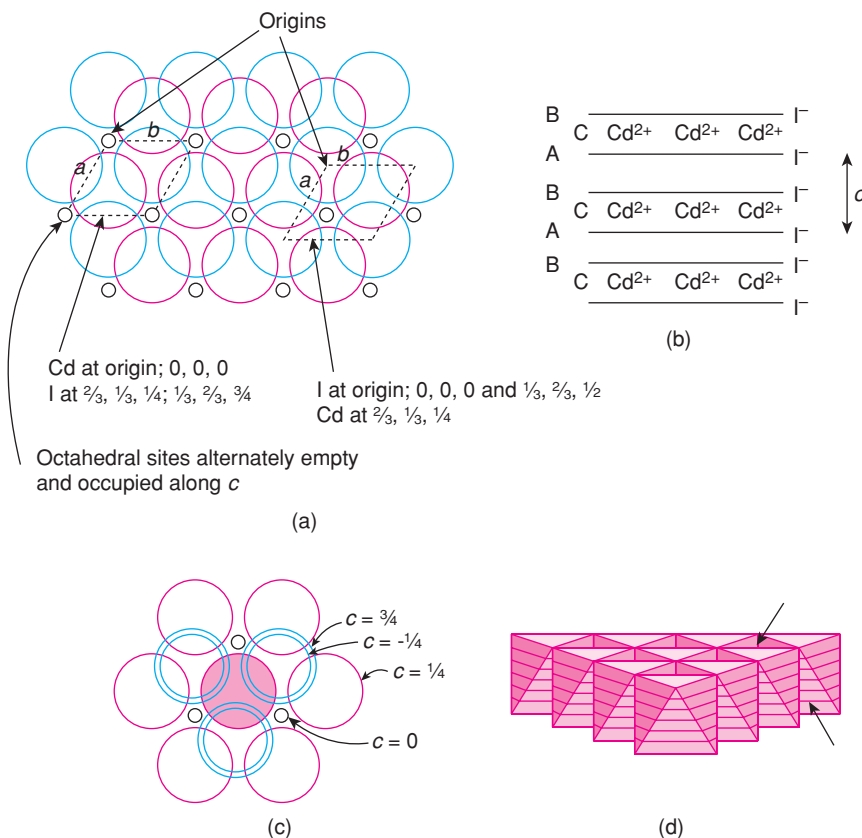 Origins
b
a
b
a
Cd at origin; 0, 0, 0
I at ⅔, ⅓, ¼; ⅓, ⅔, ¾
I at origin; 0, 0, 0 and ⅓, ⅔, ½
Cd at ⅔, ⅓, ¼
Octahedral sites alternately empty
and occupied along c
(a)
B I⁻
C Cd²⁺ Cd²⁺ Cd²⁺
A I⁻
B I⁻
C Cd²⁺ Cd²⁺ Cd²⁺
A I⁻
B I⁻
C Cd²⁺ Cd²⁺ Cd²⁺
I⁻
c
(b)
c = ¾
c = -¼
c = ¼
c = 0
(c)
(d)